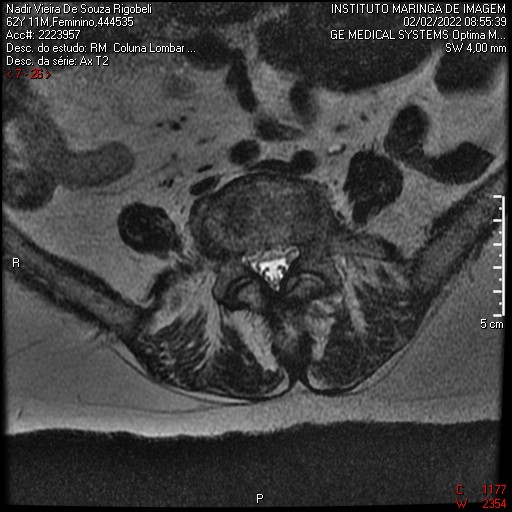 Nadir Vieira De Souza Rigobeli
62Y 11M,Feminino,444535
Acc#: 2223957
Desc. do estudo: RM Coluna Lombar ...
Desc. da série: Ax T2
< 7 - 26 >
INSTITUTO MARINGA DE IMAGEM
02/02/2022 08:55:39
GE MEDICAL SYSTEMS Optima M...
SW 4,00 mm
R
5 cm
P
C 1177
W 2354